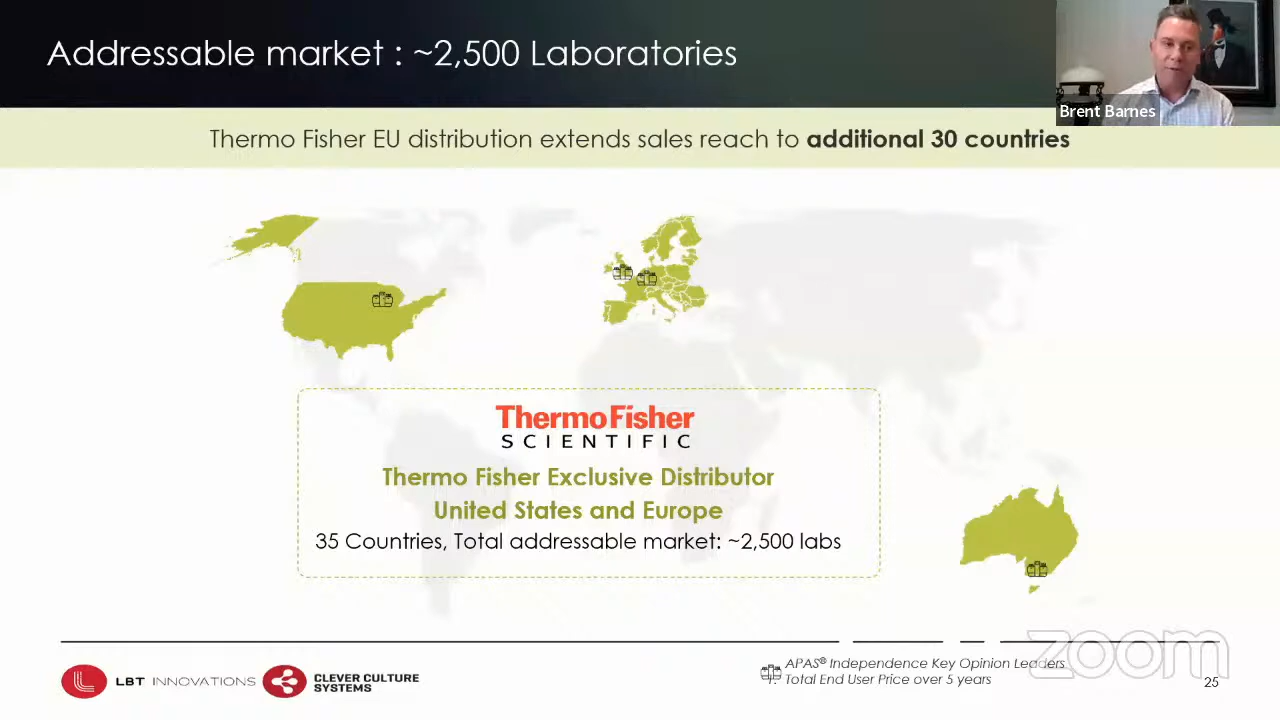 Addressable market : ~2,500 Laboratories
Brent Barnes
Thermo Fisher EU distribution extends sales reach to additional 30 countries
ThermoFisher
SCIENTIFIC
Thermo Fisher Exclusive Distributor
United States and Europe
35 Countries, Total addressable market: ~2,500 labs
LBT INNOVATIONS
CLEVER CULTURE
SYSTEMS
APAS® Independence Key Opinion Leaders
1. Total End User Price over 5 years
zoom
25